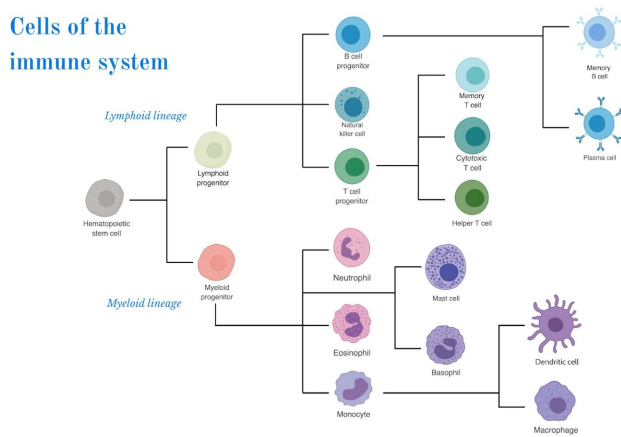 Cells of the
immune system
Lymphoid lineage
Myeloid lineage
Hematopoietic
stem cell
Lymphoid
progenitor
Myeloid
progenitor
B cell
progenitor
Natural
killer cell
T cell
progenitor
Memory
T cell
Cytotoxic
T cell
Helper T cell
Memory
B cell
Plasma cell
Neutrophil
Eosinophil
Monocyte
Mast cell
Basophil
Dendritic cell
Macrophage